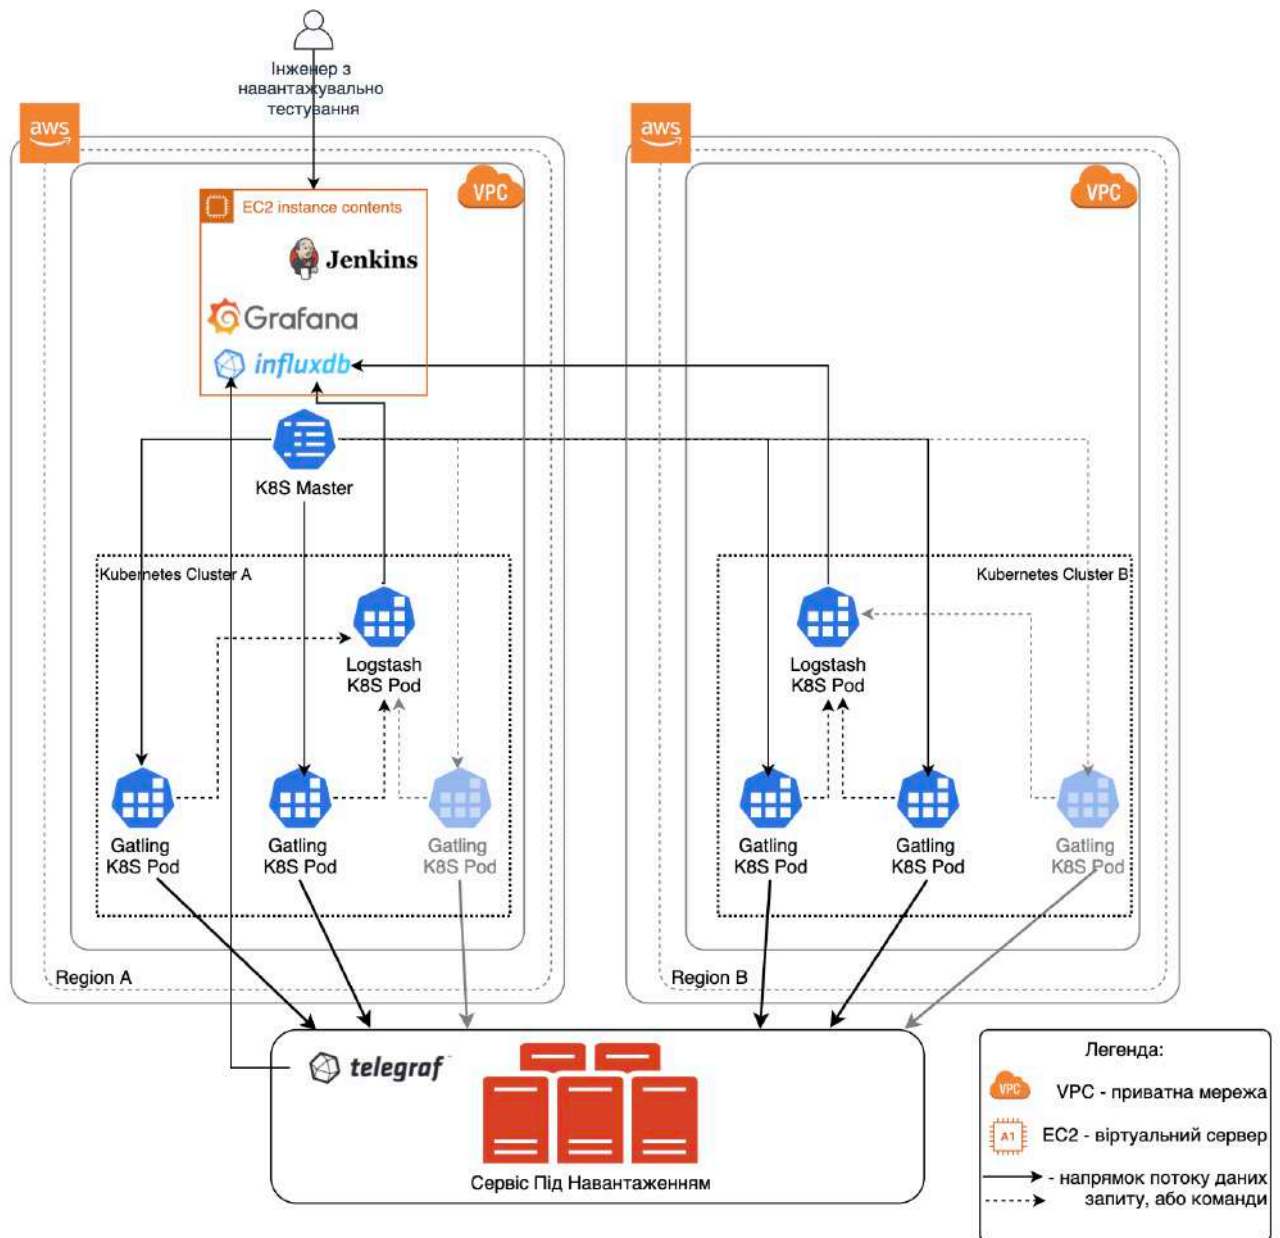 Інженер з
навантажувально
тестування
aws
aws
VPC
VPC
EC2 instance contents
Jenkins
Grafana
influxdb
K8S Master
Kubernetes Cluster A
Kubernetes Cluster B
Logstash
K8S Pod
Logstash
K8S Pod
Gatling
K8S Pod
Gatling
K8S Pod
Gatling
K8S Pod
Gatling
K8S Pod
Gatling
K8S Pod
Gatling
K8S Pod
Region A
Region B
telegraf
Сервіс Під Навантаженням
Легенда:
VPC
VPC - приватна мережа
A1
EC2 - віртуальний сервер
- напрямок потоку даних
запиту, або команди